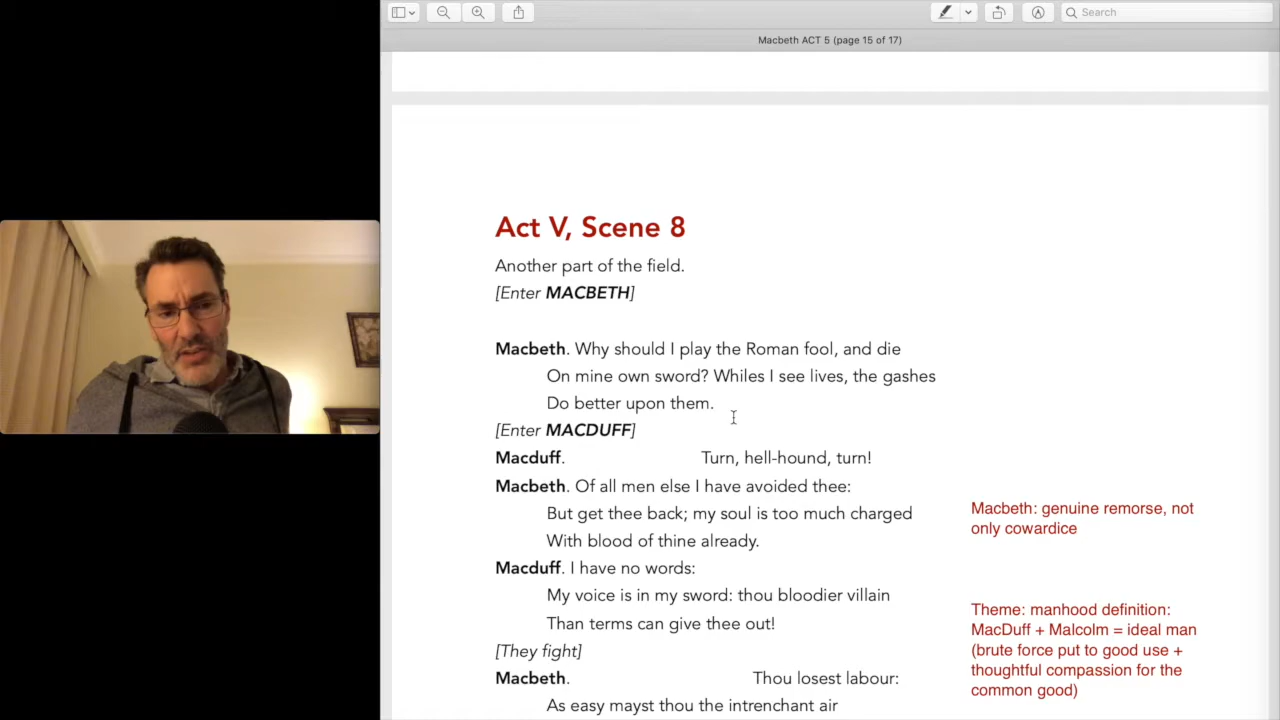 Search
Macbeth ACT 5 (page 15 of 17)
Act V, Scene 8
Another part of the field.
[Enter MACBETH]
Macbeth. Why should I play the Roman fool, and die
On mine own sword? Whiles I see lives, the gashes
Do better upon them.
[Enter MACDUFF]
Macduff. Turn, hell-hound, turn!
Macbeth. Of all men else I have avoided thee:
But get thee back; my soul is too much charged
With blood of thine already.
Macbeth: genuine remorse, not
only cowardice
Macduff. I have no words:
My voice is in my sword: thou bloodier villain
Than terms can give thee out!
[They fight]
Macbeth. Thou losest labour:
As easy mayst thou the intrenchant air
Theme: manhood definition:
MacDuff + Malcolm = ideal man
(brute force put to good use +
thoughtful compassion for the
common good)